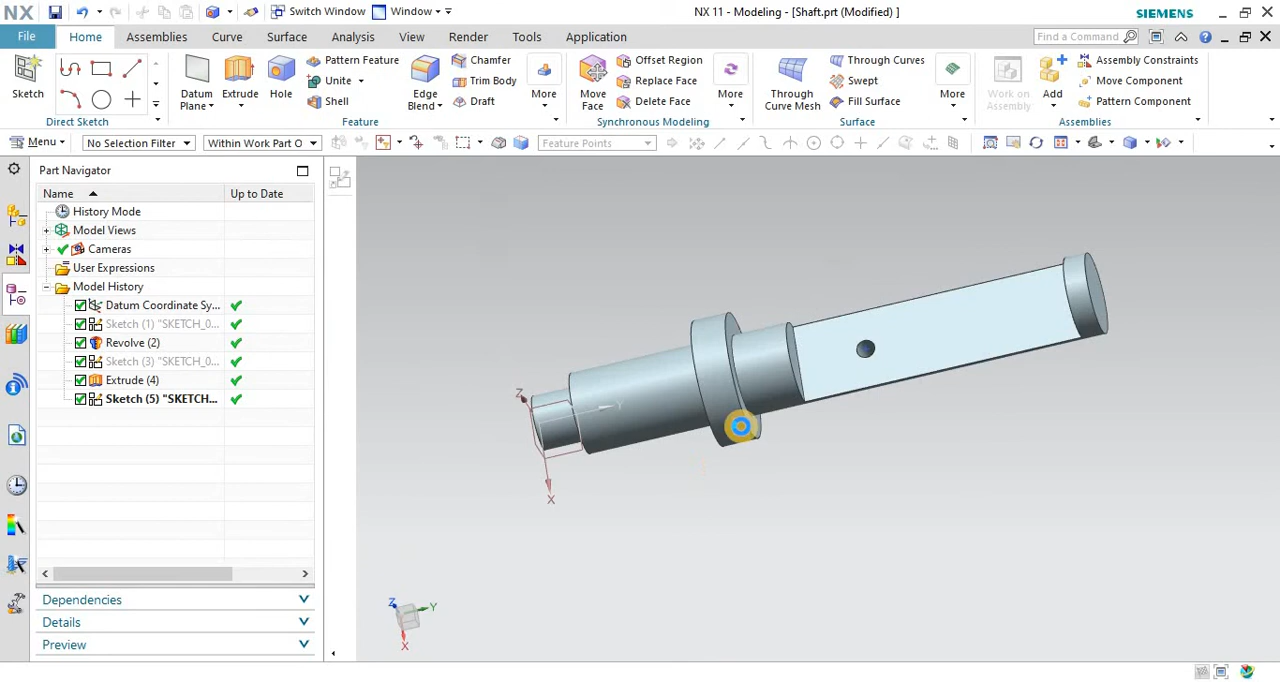 NX
Switch Window
Window
NX 11 - Modeling - [Shaft.prt (Modified) ]
SIEMENS
File
Home
Assemblies
Curve
Surface
Analysis
View
Render
Tools
Application
Find a Command
Sketch
Direct Sketch
Datum Plane
Extrude
Hole
Pattern Feature
Unite
Shell
Edge Blend
Chamfer
Trim Body
Draft
More
Feature
Move Face
Offset Region
Replace Face
Delete Face
More
Synchronous Modeling
Through Curve Mesh
Through Curves
Swept
Fill Surface
More
Surface
Work on Assembly
Add
Assembly Constraints
Move Component
Pattern Component
Assemblies
Menu
No Selection Filter
Within Work Part O
Feature Points
Part Navigator
Name
Up to Date
History Mode
Model Views
Cameras
User Expressions
Model History
Datum Coordinate Sy...
Sketch (1) "SKETCH_0...
Revolve (2)
Sketch (3) "SKETCH_0...
Extrude (4)
Sketch (5) "SKETCH...
Dependencies
Details
Preview
Z
Y
X
Z
Y
X